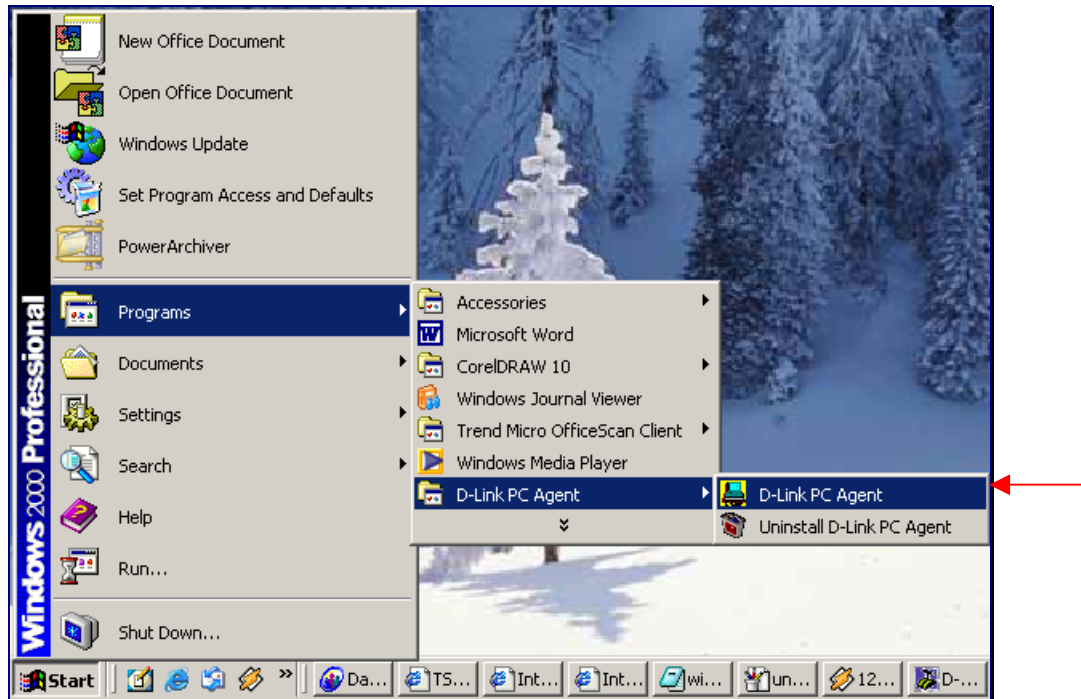 New Office Document
Open Office Document
Windows Update
Set Program Access and Defaults
PowerArchiver
Programs
Documents
Settings
Search
Help
Run...
Shut Down...
Windows 2000 Professional
Accessories
Microsoft Word
CorelDRAW 10
Windows Journal Viewer
Trend Micro OfficeScan Client
Windows Media Player
D-Link PC Agent
D-Link PC Agent
Uninstall D-Link PC Agent
Start
Da...
TS...
Int...
Int...
wi...
un...
12...
D-...